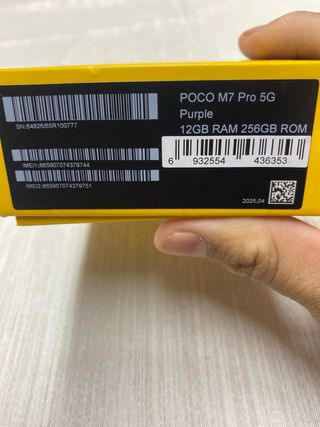 POCO M7 Pro 5G
Purple
12GB RAM 256GB ROM
SN:64826/65R100777
6 932554 436353
IMEI1:865907074379744
IMEI2:865907074379751
2025.04